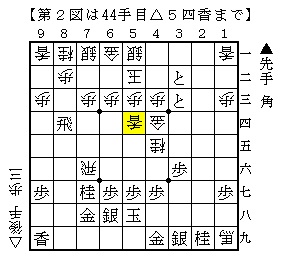 【第２図は44手目△５四香まで】
９ ８ ７ ６ ５ ４ ３ ２ １
香 桂 銀 金 銀 香 一
歩 玉 と 二
歩 歩 歩 歩 歩 と 歩 三
飛 香 金 四
桂 五
飛 歩 六
歩 桂 歩 歩 歩 歩 七
金 銀 玉 八
香 金 銀 桂 馬 九
▲先手 角
△後手 歩三